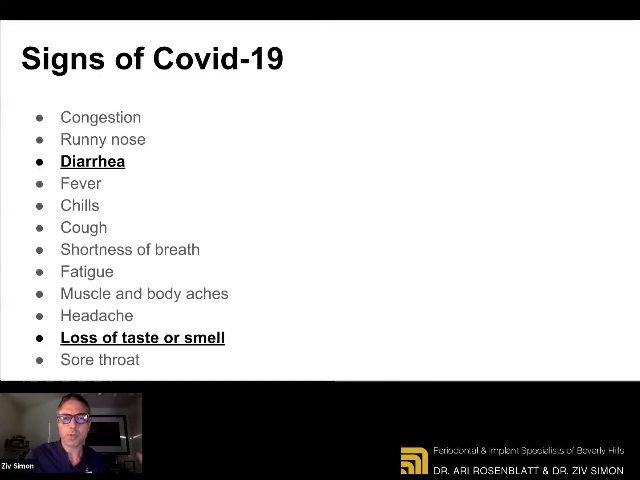 Signs of Covid-19
● Congestion
● Runny nose
● Diarrhea
● Fever
● Chills
● Cough
● Shortness of breath
● Fatigue
● Muscle and body aches
● Headache
● Loss of taste or smell
● Sore throat
Ziv Simon
Periodontal & Implant Specialists of Beverly Hills
DR. ARI ROSENBLATT & DR. ZIV SIMON